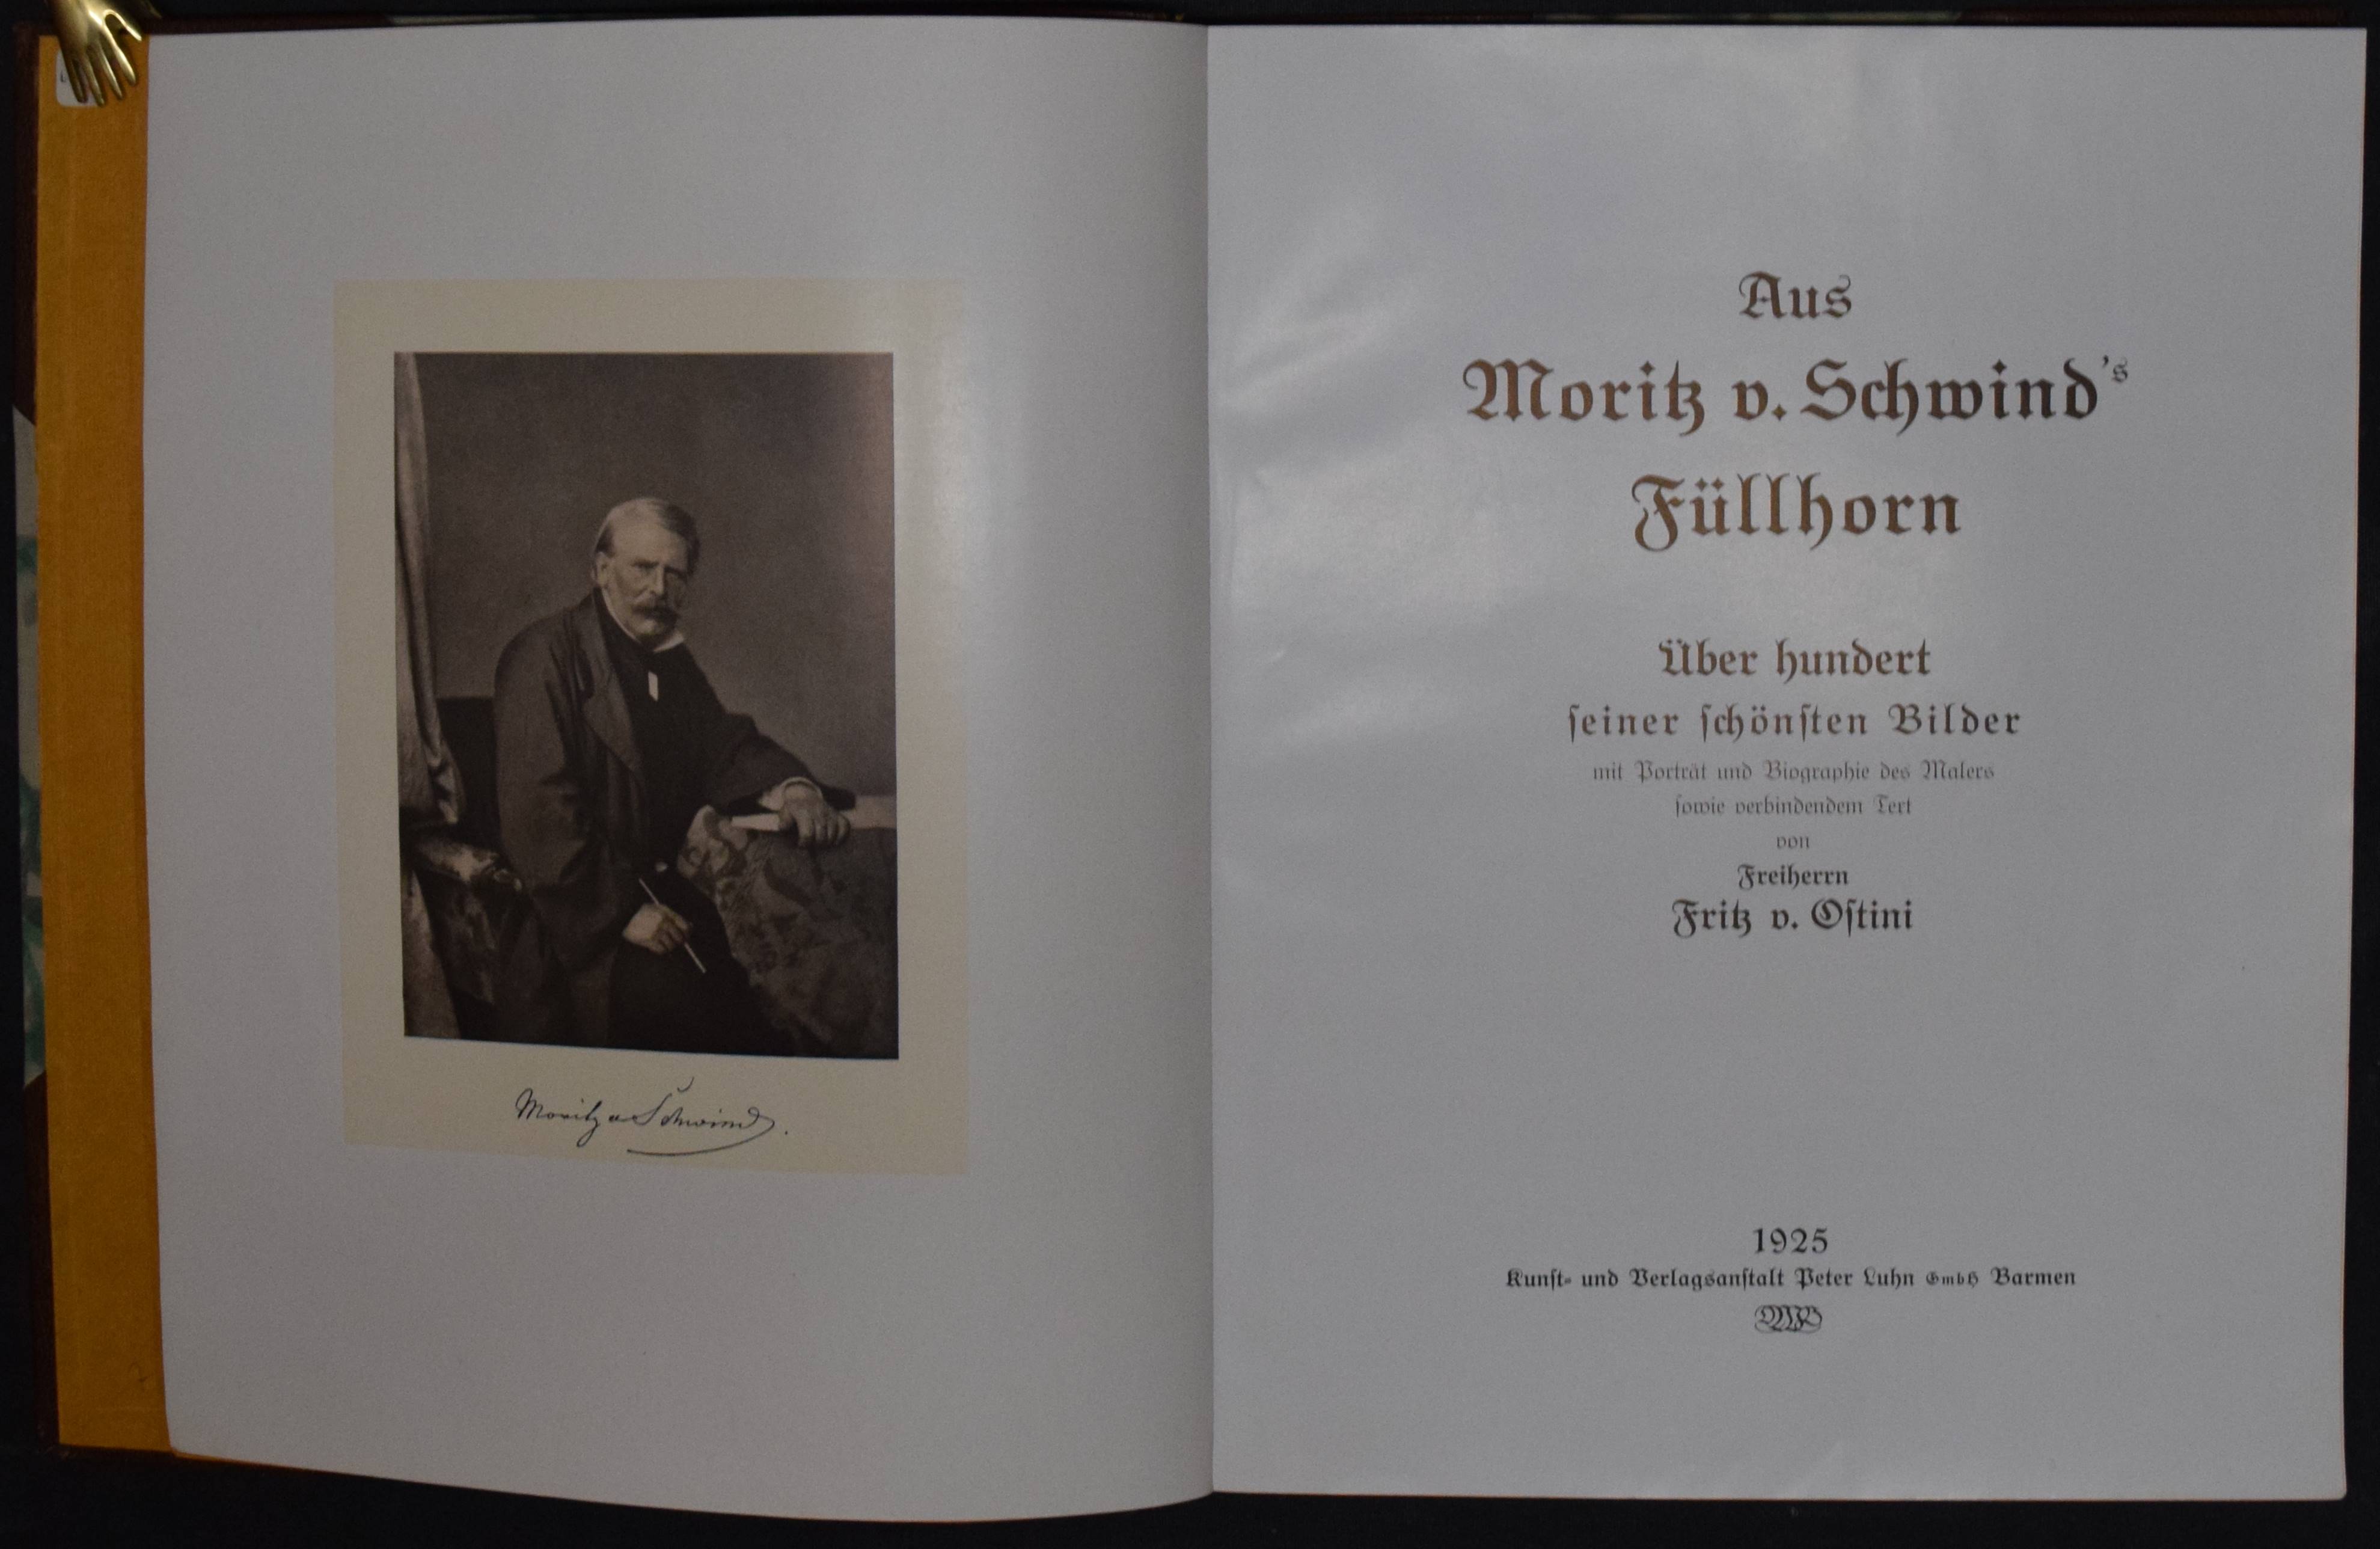 Moritz v Schwind.
Aus
Moritz v. Schwind's
Füllhorn
Über hundert
ſeiner ſchönſten Bilder
mit Porträt und Biographie des Malers
ſowie verbindendem Text
von
Freiherrn
Fritz v. Oſtini
1925
Kunſt- und Verlagsanſtalt Peter Luhn GmbH Barmen